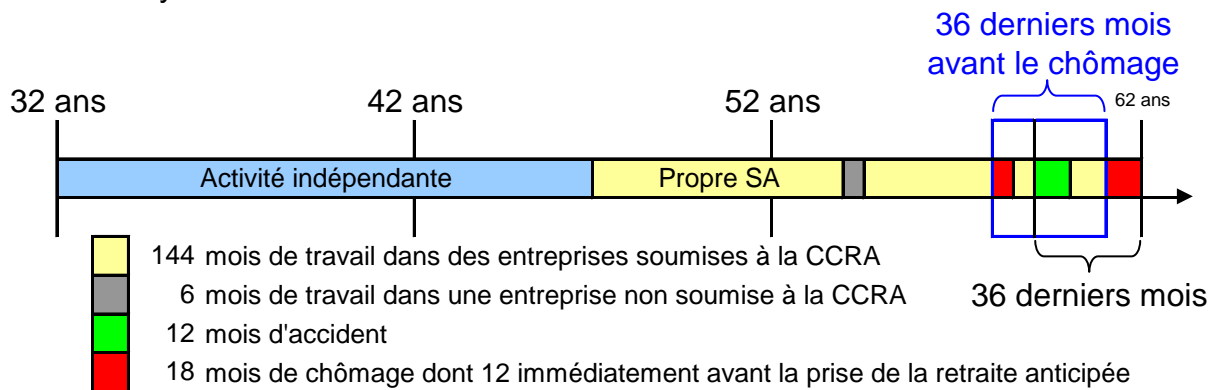 36 derniers mois
avant le chômage
32 ans
42 ans
52 ans
62 ans
Activité indépendante
Propre SA
144 mois de travail dans des entreprises soumises à la CCRA
6 mois de travail dans une entreprise non soumise à la CCRA
36 derniers mois
12 mois d'accident
18 mois de chômage dont 12 immédiatement avant la prise de la retraite anticipée